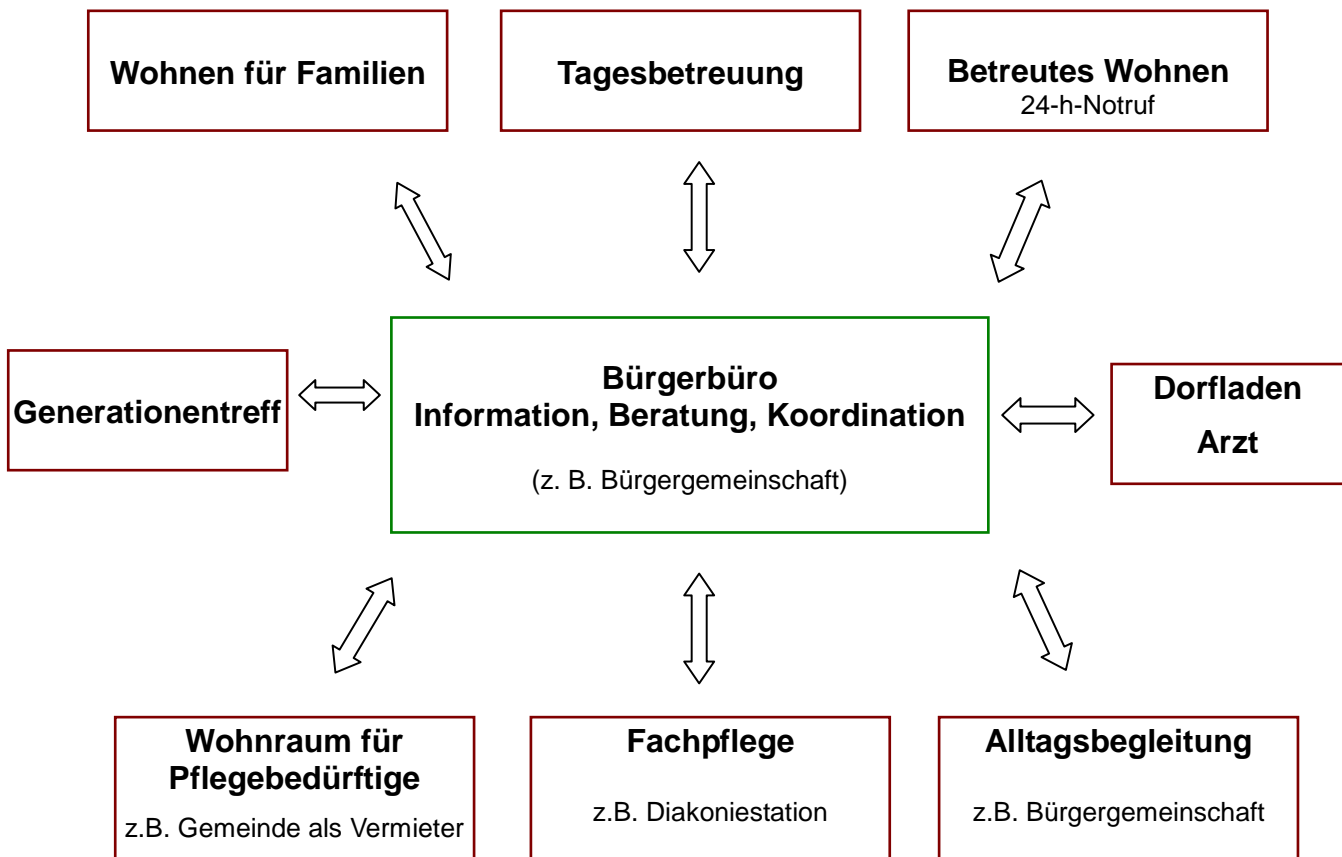 Wohnen für Familien
Tagesbetreuung
Betreutes Wohnen
24-h-Notruf
Generationentreff
Bürgerbüro
Information, Beratung, Koordination
(z. B. Bürgergemeinschaft)
Dorfladen
Arzt
Wohnraum für
Pflegebedürftige
z.B. Gemeinde als Vermieter
Fachpflege
z.B. Diakoniestation
Alltagsbegleitung
z.B. Bürgergemeinschaft